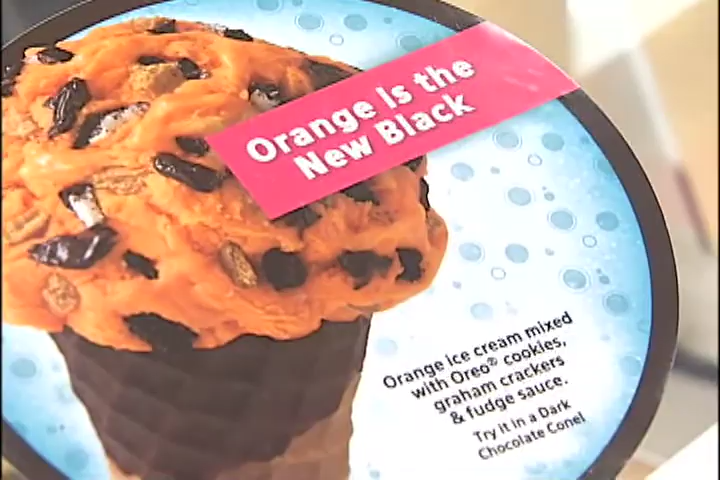 Orange is the
New Black
Orange ice cream mixed
with Oreo® cookies,
graham crackers
& fudge sauce.
Try it in a Dark
Chocolate Cone!